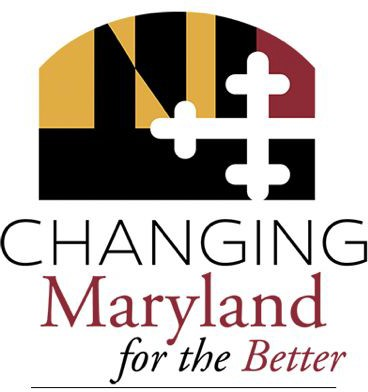 CHANGING
Maryland
for the Better